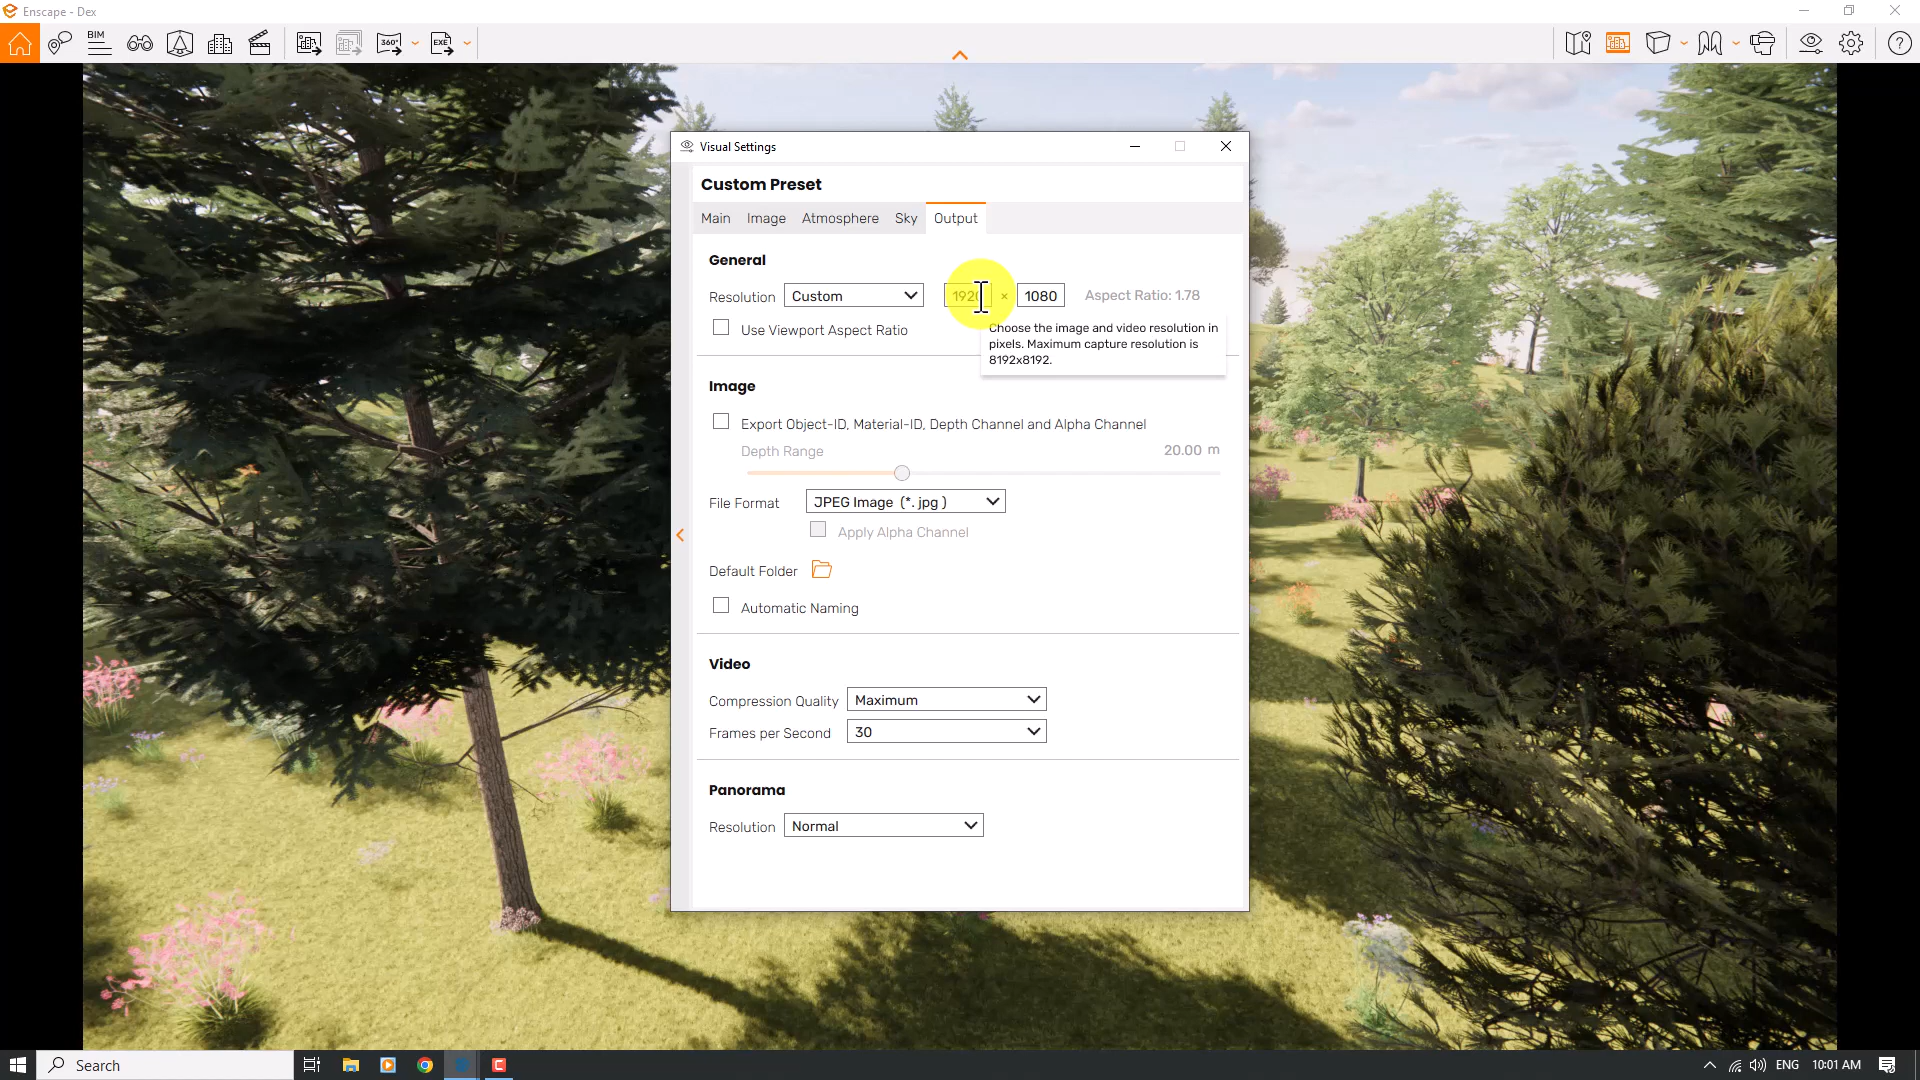 Enscape - Dex
BIM
360°
EXE
Visual Settings
Custom Preset
Main Image Atmosphere Sky Output
General
Resolution Custom 1920 × 1080 Aspect Ratio: 1.78
Use Viewport Aspect Ratio
Choose the image and video resolution in
pixels. Maximum capture resolution is
8192x8192.
Image
Export Object-ID, Material-ID, Depth Channel and Alpha Channel
Depth Range 20.00 m
File Format JPEG Image (*. jpg )
Apply Alpha Channel
Default Folder
Automatic Naming
Video
Compression Quality Maximum
Frames per Second 30
Panorama
Resolution Normal
Search
ENG 10:01 AM